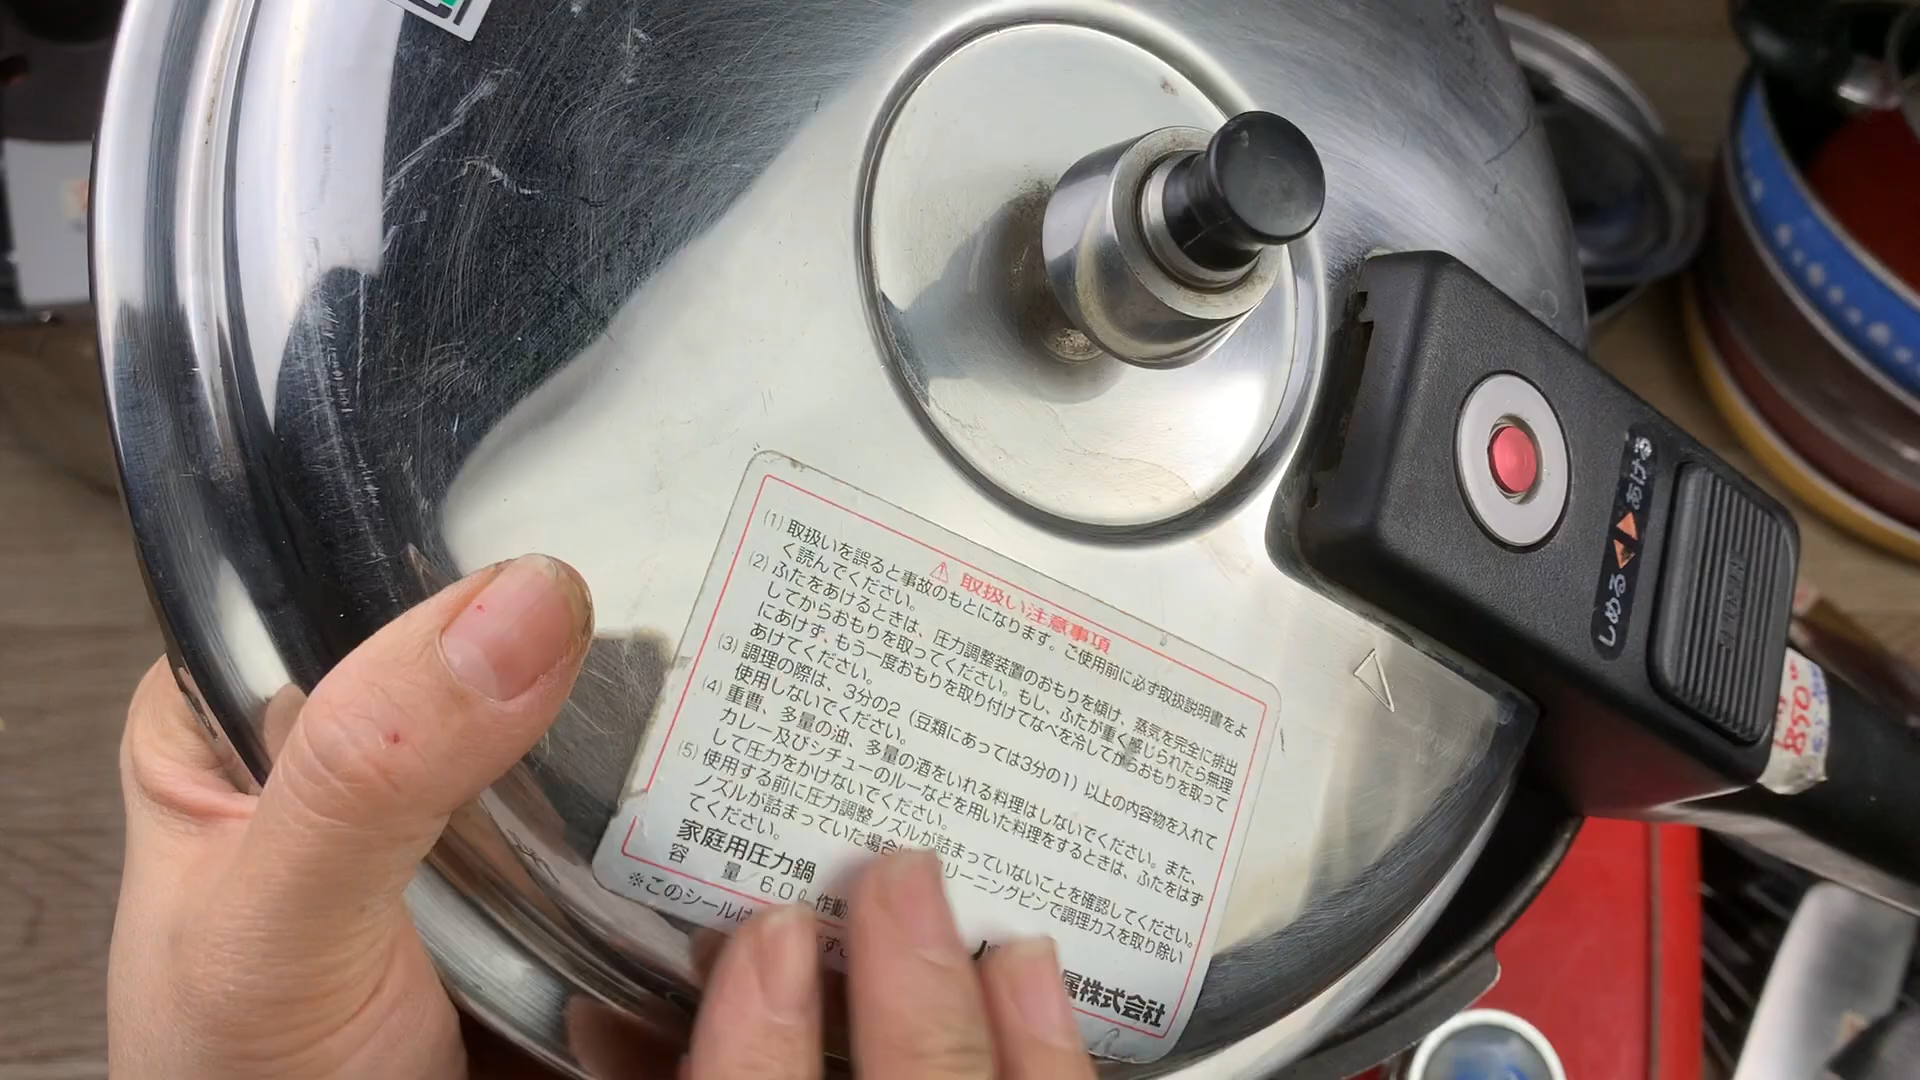 ⚠ 取扱い注意事項
(1) 取扱いを誤ると事故のもとになります。ご使用前に必ず取扱説明書をよ
く読んでください。
(2) ふたをあけるときは、圧力調整装置のおもりを傾け、蒸気を完全に排出
してからおもりを取ってください。もし、ふたが重く感じられたら無理
にあけず、もう一度おもりを取り付けてなべを冷してからおもりを取って
あけてください。
(3) 調理の際は、3分の2（豆類にあっては3分の1）以上の内容物を入れて
使用しないでください。
(4) 重曹、多量の油、多量の酒をいれる料理はしないでください。また、
カレー及びシチューのルーなどを用いた料理をするときは、ふたをはず
して圧力をかけないでください。
(5) 使用する前に圧力調整ノズルが詰まっていないことを確認してください。
ノズルが詰まっていた場合は クリーニングピンで調理カスを取り除い
てください。
家庭用圧力鍋
容 量 6.0ℓ 作動
※このシールは
属株式会社
しめる◀▶あける
850